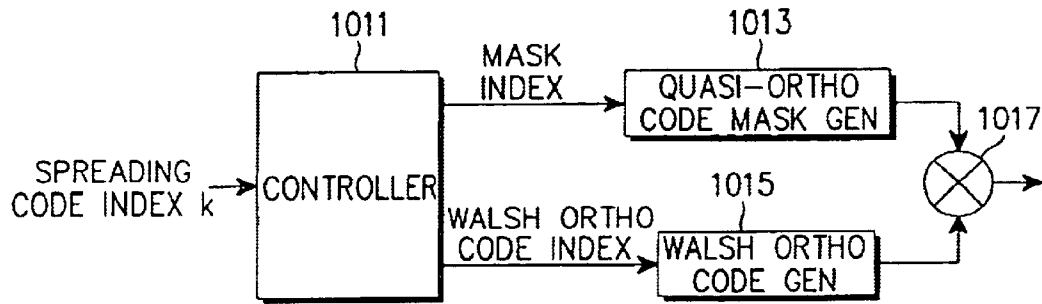 1011
1013
MASK
INDEX
QUASI-ORTHO
CODE MASK GEN
1017
SPREADING
CODE INDEX k
CONTROLLER
1015
WALSH ORTHO
CODE INDEX
WALSH ORTHO
CODE GEN